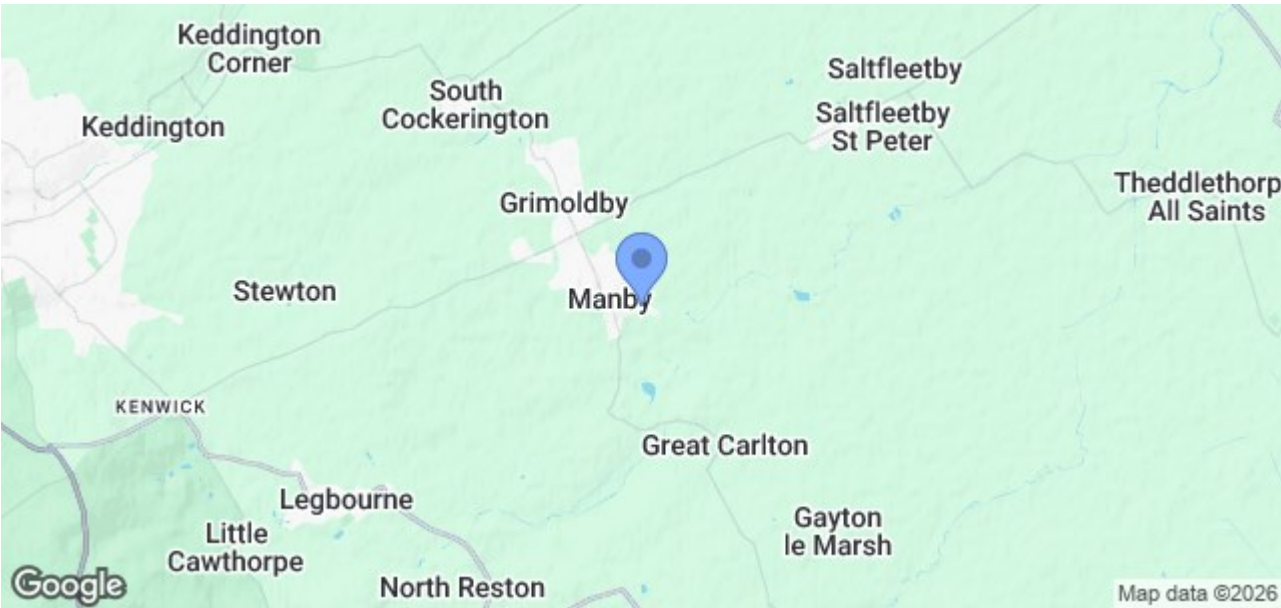 Keddington
Corner
South
Cockerington
Saltfleetby
Saltfleetby
St Peter
Keddington
Theddlethorp
All Saints
Grimoldby
Stewton
Manby
KENWICK
Great Carlton
Legbourne
Gayton
le Marsh
Little
Cawthorpe
North Reston
Google
Map data ©2026